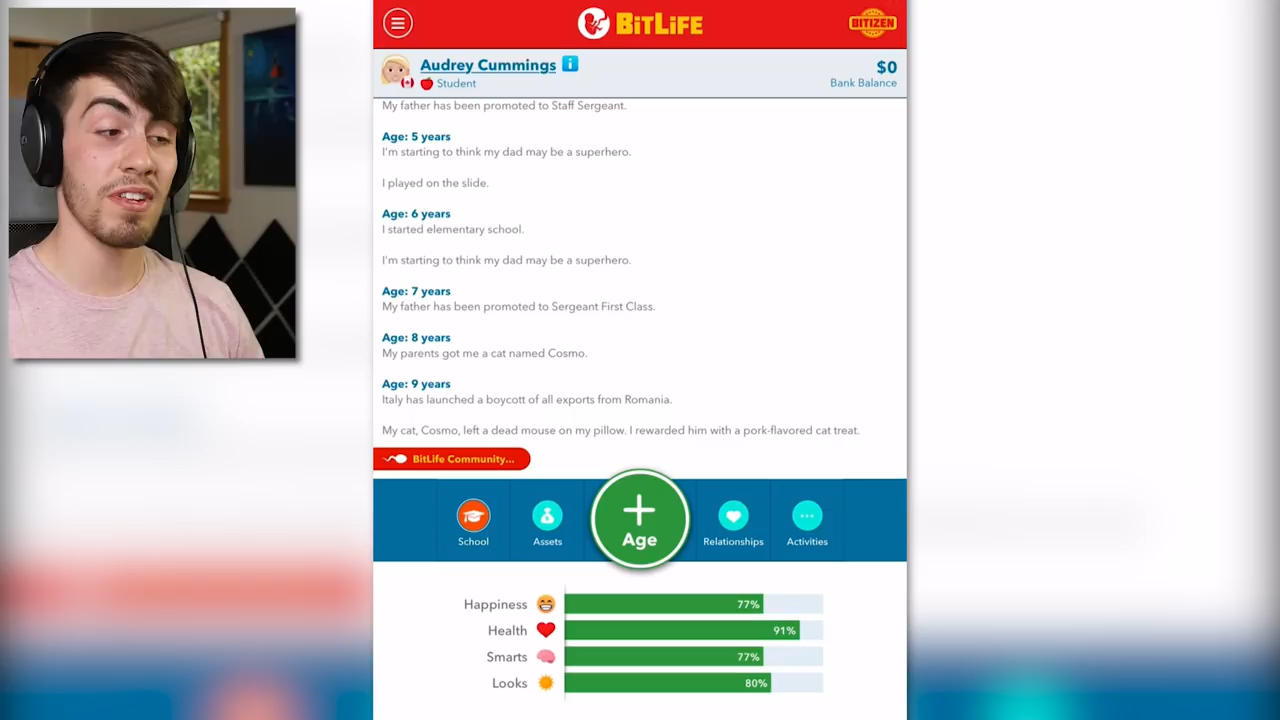 BITLIFE
BITIZEN
Audrey Cummings i
$0
Student
Bank Balance
My father has been promoted to Staff Sergeant.
Age: 5 years
I'm starting to think my dad may be a superhero.
I played on the slide.
Age: 6 years
I started elementary school.
I'm starting to think my dad may be a superhero.
Age: 7 years
My father has been promoted to Sergeant First Class.
Age: 8 years
My parents got me a cat named Cosmo.
Age: 9 years
Italy has launched a boycott of all exports from Romania.
My cat, Cosmo, left a dead mouse on my pillow. I rewarded him with a pork-flavored cat treat.
BitLife Community...
School
Assets
+
Age
Relationships
Activities
Happiness 77%
Health 91%
Smarts 77%
Looks 80%